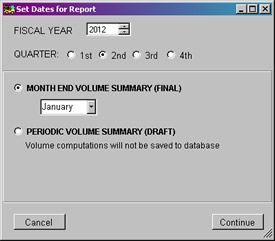 Set Dates for Report
FISCAL YEAR 2012
QUARTER: 1st 2nd 3rd 4th
MONTH END VOLUME SUMMARY (FINAL)
January
PERIODIC VOLUME SUMMARY (DRAFT)
Volume computations will not be saved to database
Cancel Continue